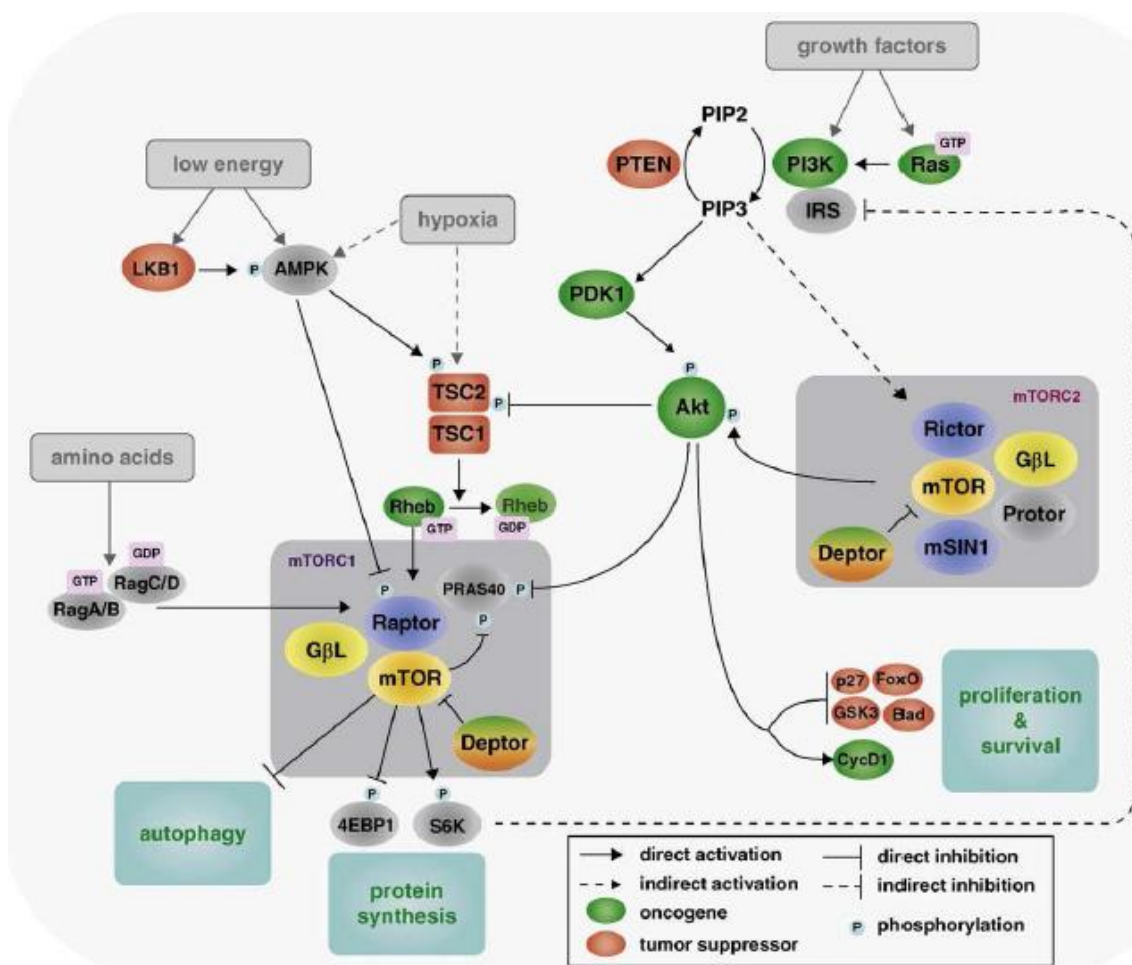 growth factors
PIP2
GTP
PTEN
PI3K
Ras
low energy
hypoxia
PIP3
IRS
LKB1
P
AMPK
PDK1
P
P
TSC2
P
Akt
P
mTORC2
TSC1
Rictor
GβL
amino acids
mTOR
Rheb
Rheb
Protor
GTP
GDP
Deptor
mSIN1
mTORC1
GDP
GTP
RagC/D
P
PRAS40
P
RagA/B
Raptor
P
GβL
mTOR
p27
FoxO
proliferation
&
survival
GSK3
Bad
Deptor
CycD1
P
P
autophagy
4EBP1
S6K
direct activation
direct inhibition
indirect activation
indirect inhibition
protein
synthesis
oncogene
P
phosphorylation
tumor suppressor